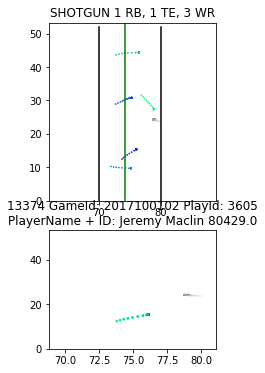 SHOTGUN 1 RB, 1 TE, 3 WR
50
40
30
20
10
0
70 80
13374 GameId: 2017100102 PlayId: 3605
PlayerName + ID: Jeremy Maclin 80429.0
40
20
0
70.0 72.5 75.0 77.5 80.0